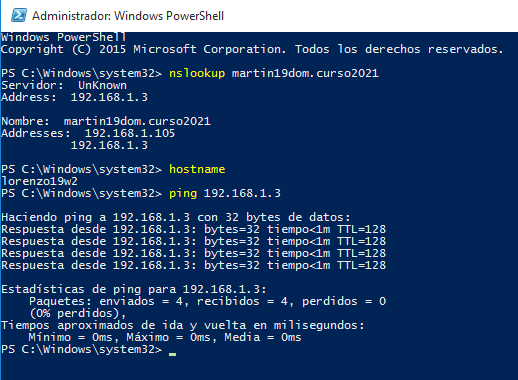 Administrador: Windows PowerShell
Windows PowerShell
Copyright (C) 2015 Microsoft Corporation. Todos los derechos reservados.
PS C:\Windows\system32> nslookup martin19dom.curso2021
Servidor:  UnKnown
Address:  192.168.1.3
Nombre:  martin19dom.curso2021
Addresses:  192.168.1.105
192.168.1.3
PS C:\Windows\system32> hostname
lorenzo19w2
PS C:\Windows\system32> ping 192.168.1.3
Haciendo ping a 192.168.1.3 con 32 bytes de datos:
Respuesta desde 192.168.1.3: bytes=32 tiempo<1m TTL=128
Respuesta desde 192.168.1.3: bytes=32 tiempo<1m TTL=128
Respuesta desde 192.168.1.3: bytes=32 tiempo<1m TTL=128
Respuesta desde 192.168.1.3: bytes=32 tiempo<1m TTL=128
Estadísticas de ping para 192.168.1.3:
Paquetes: enviados = 4, recibidos = 4, perdidos = 0
(0% perdidos),
Tiempos aproximados de ida y vuelta en milisegundos:
Mínimo = 0ms, Máximo = 0ms, Media = 0ms
PS C:\Windows\system32> _